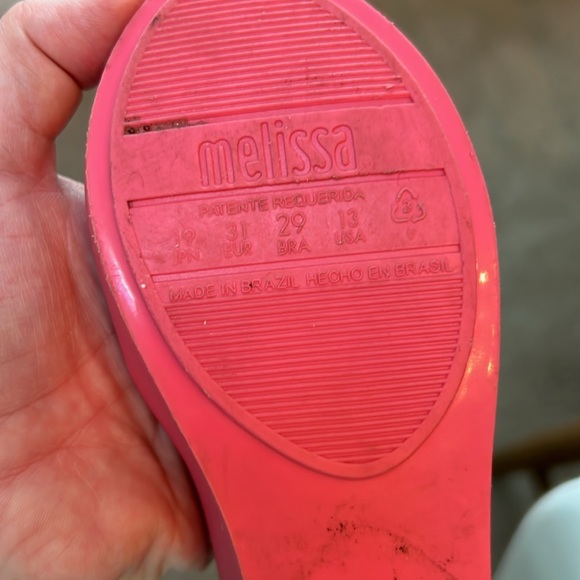 melissa
PATENTE REQUERIDA
19 31 29 13
PN EUR BRA USA
MADE IN BRAZIL HECHO EN BRASIL